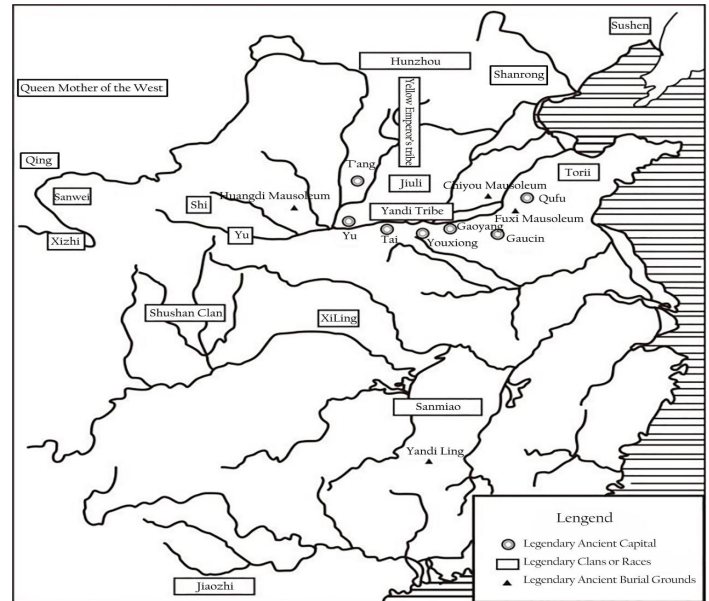 Sushen
Hunzhou
Shanrong
Queen Mother of the West
Yellow Emperor's tribe
Qing
T'ang
Torii
Jiuli
Chiyou Mausoleum
Sanwei
Huangdi Mausoleum
Qufu
Shi
Yandi Tribe
Fuxi Mausoleum
Yu
Yu
Gaoyang
Xizhi
Tai
Youxiong
Gaucin
Shushan Clan
XiLing
Sanmiao
Yandi Ling
Lengend
Legendary Ancient Capital
Legendary Clans or Races
Legendary Ancient Burial Grounds
Jiaozhi